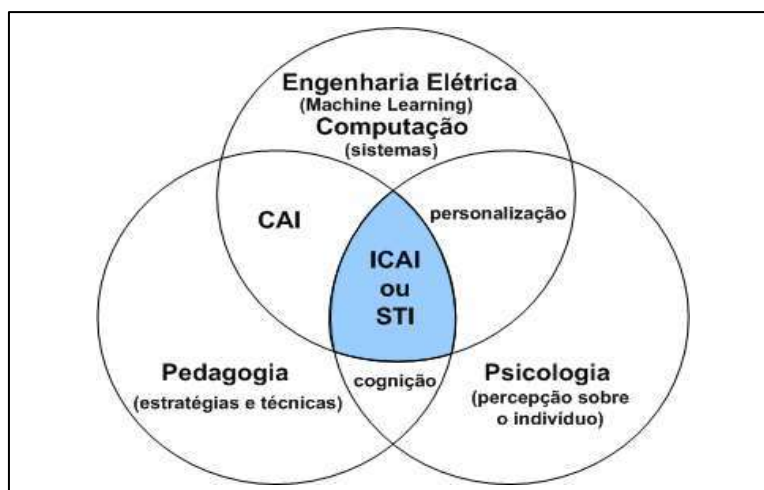 Engenharia Elétrica
(Machine Learning)
Computação
(sistemas)
CAI
personalização
ICAI
ou
STI
Pedagogia
(estratégias e técnicas)
cognição
Psicologia
(percepção sobre
o indivíduo)